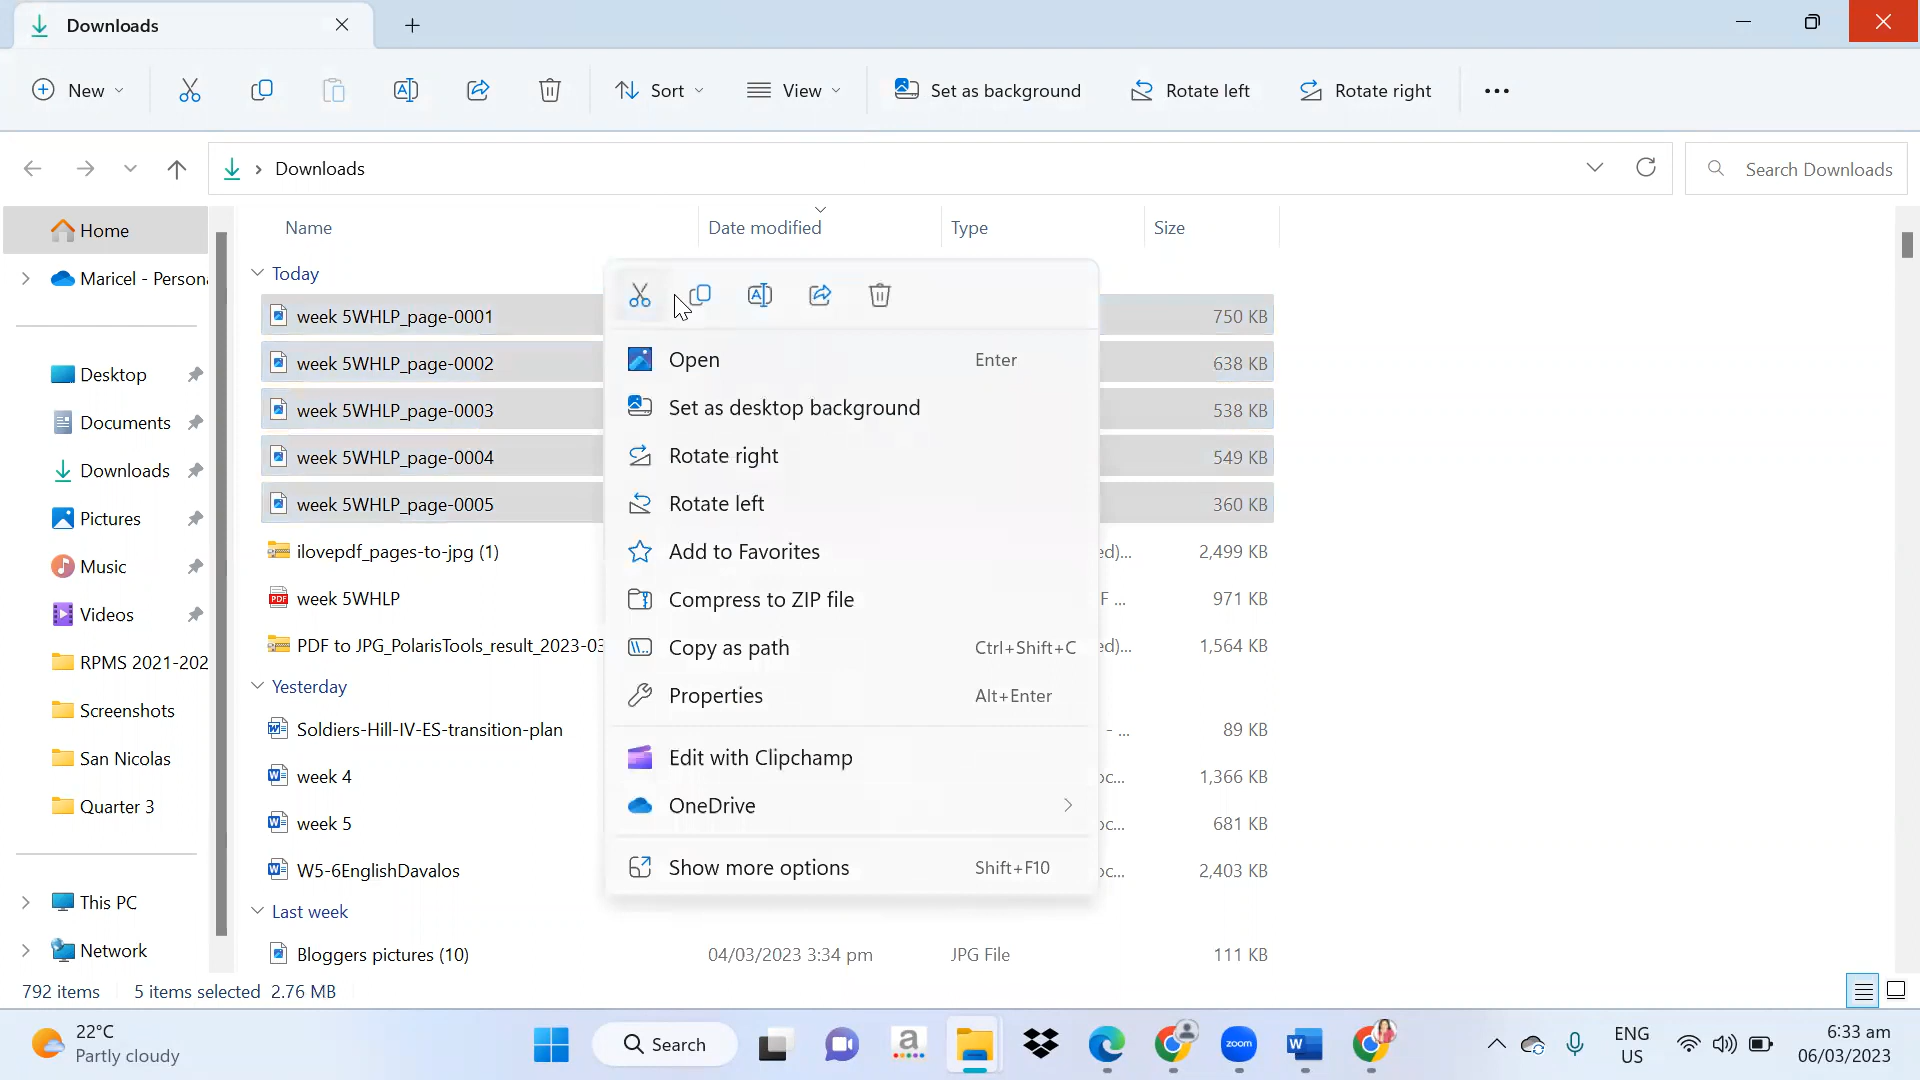 Downloads
New
Sort
View
Set as background
Rotate left
Rotate right
Downloads
Search Downloads
Name
Date modified
Type
Size
Home
Maricel - Person
Desktop
Documents
Downloads
Pictures
Music
Videos
RPMS 2021-202
Screenshots
San Nicolas
Quarter 3
This PC
Network
Today
week 5WHLP_page-0001 750 KB
week 5WHLP_page-0002 638 KB
week 5WHLP_page-0003 538 KB
week 5WHLP_page-0004 549 KB
week 5WHLP_page-0005 360 KB
ilovepdf_pages-to-jpg (1) ed)... 2,499 KB
week 5WHLP F ... 971 KB
PDF to JPG_PolarisTools_result_2023-03 ed)... 1,564 KB
Yesterday
Soldiers-Hill-IV-ES-transition-plan - ... 89 KB
week 4 oc... 1,366 KB
week 5 oc... 681 KB
W5-6EnglishDavalos oc... 2,403 KB
Last week
Bloggers pictures (10) 04/03/2023 3:34 pm JPG File 111 KB
Open Enter
Set as desktop background
Rotate right
Rotate left
Add to Favorites
Compress to ZIP file
Copy as path Ctrl+Shift+C
Properties Alt+Enter
Edit with Clipchamp
OneDrive
Show more options Shift+F10
792 items 5 items selected 2.76 MB
22°C
Partly cloudy
Search
a
zoom
W
ENG
US
6:33 am
06/03/2023